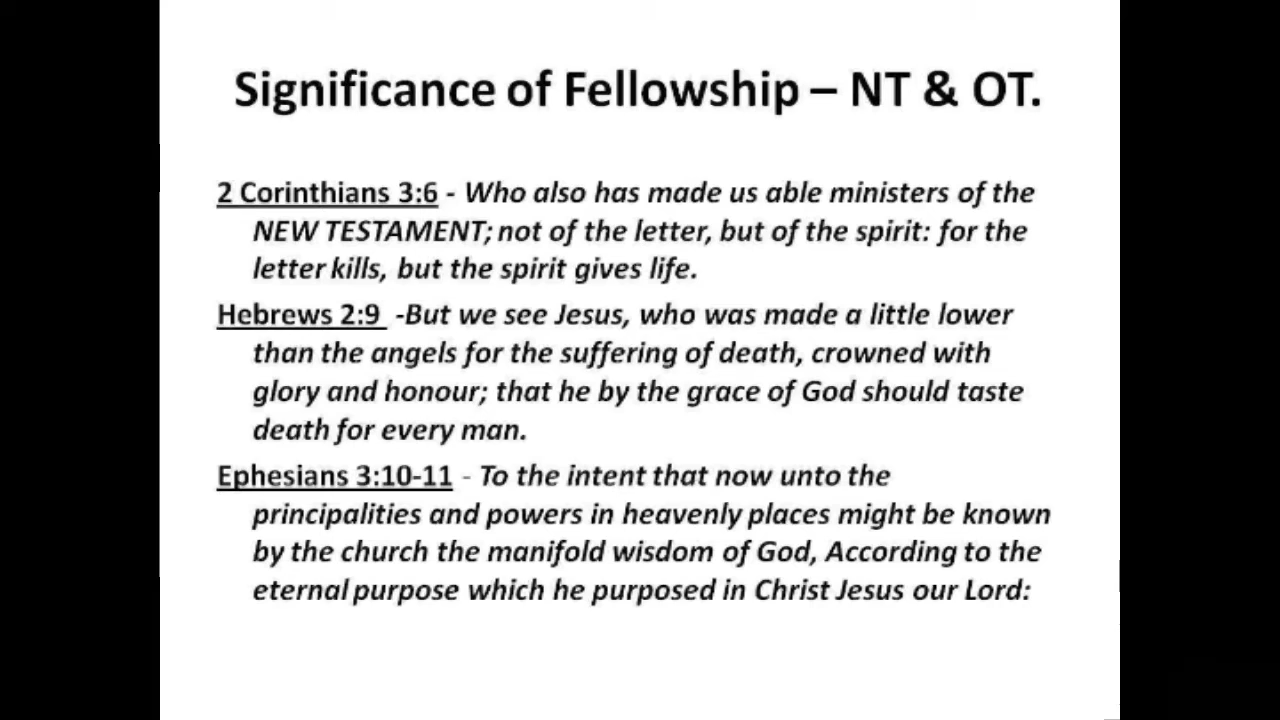 Significance of Fellowship – NT & OT.
2 Corinthians 3:6 - Who also has made us able ministers of the
NEW TESTAMENT; not of the letter, but of the spirit: for the
letter kills, but the spirit gives life.
Hebrews 2:9 -But we see Jesus, who was made a little lower
than the angels for the suffering of death, crowned with
glory and honour; that he by the grace of God should taste
death for every man.
Ephesians 3:10-11 - To the intent that now unto the
principalities and powers in heavenly places might be known
by the church the manifold wisdom of God, According to the
eternal purpose which he purposed in Christ Jesus our Lord: